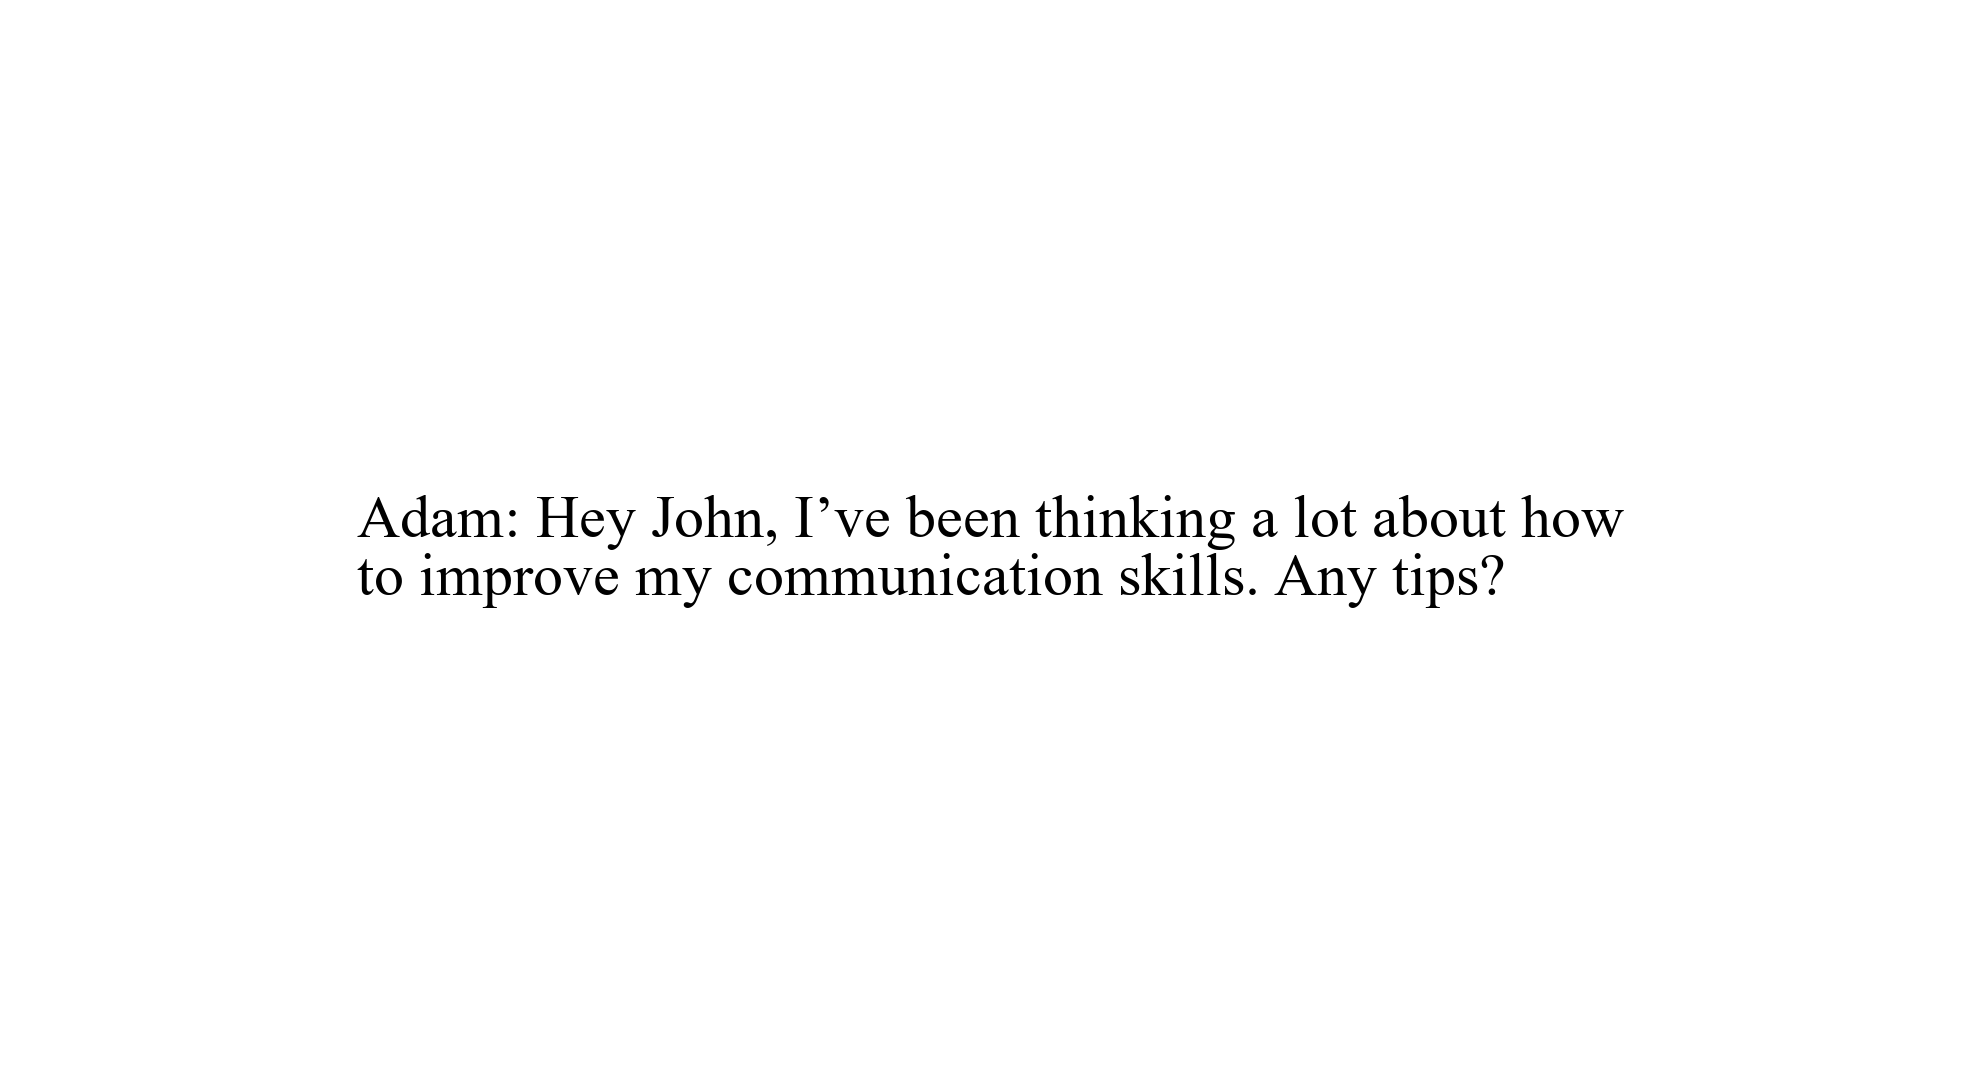 Adam: Hey John, I’ve been thinking a lot about how
to improve my communication skills. Any tips?